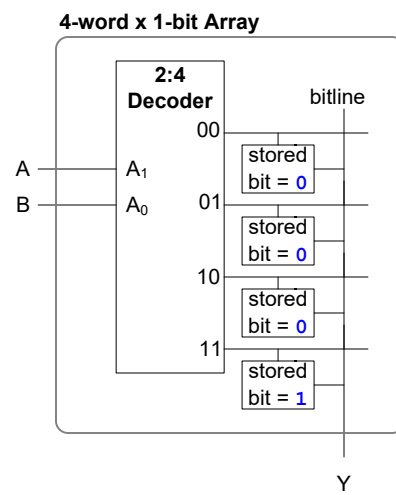 4-word x 1-bit Array
2:4
Decoder
bitline
00
stored
bit = 0
A
A1
B
A0
01
stored
bit = 0
10
stored
bit = 0
11
stored
bit = 1
Y